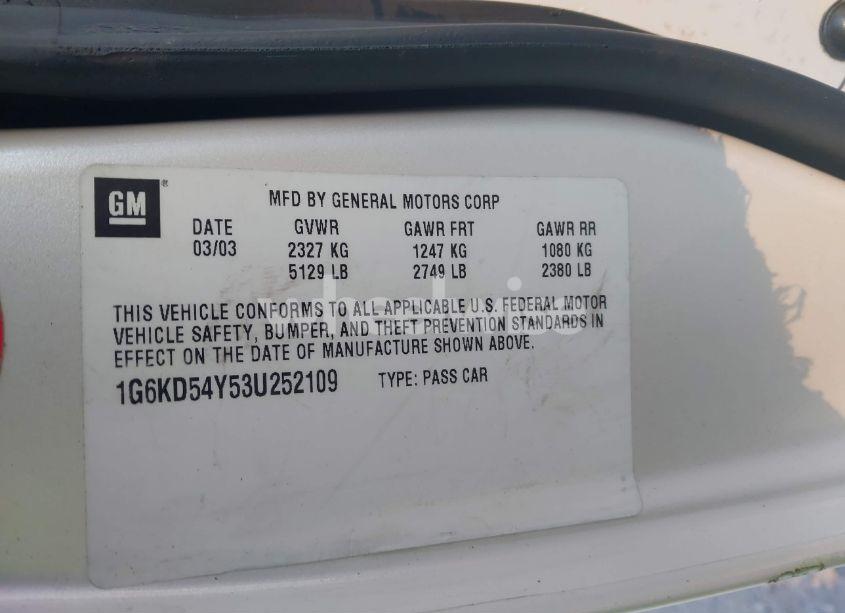 GM®
MFD BY GENERAL MOTORS CORP
DATE GVWR GAWR FRT GAWR RR
03/03 2327 KG 1247 KG 1080 KG
5129 LB 2749 LB 2380 LB
THIS VEHICLE CONFORMS TO ALL APPLICABLE U.S. FEDERAL MOTOR
VEHICLE SAFETY, BUMPER, AND THEFT PREVENTION STANDARDS IN
EFFECT ON THE DATE OF MANUFACTURE SHOWN ABOVE.
1G6KD54Y53U252109 TYPE: PASS CAR